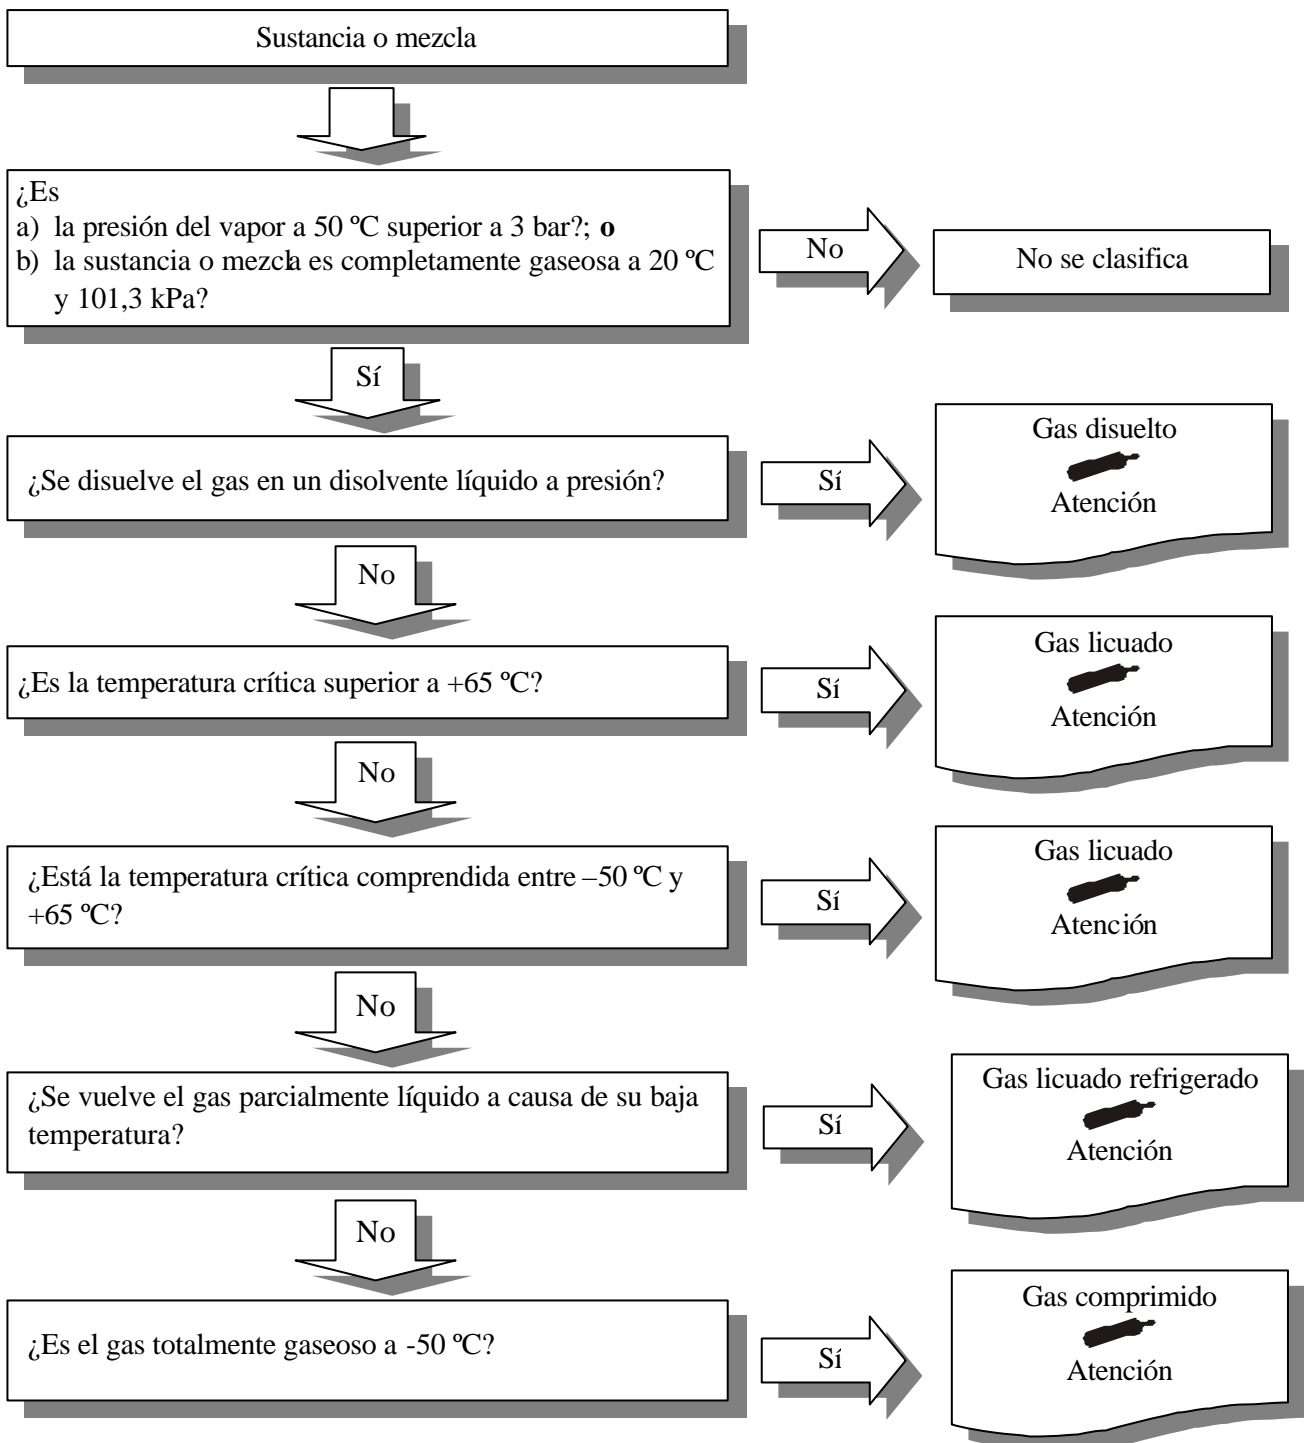 Sustancia o mezcla
¿Es
a) la presión del vapor a 50 ºC superior a 3 bar?; o
b) la sustancia o mezcla es completamente gaseosa a 20 ºC
y 101,3 kPa?
No
No se clasifica
Sí
¿Se disuelve el gas en un disolvente líquido a presión?
Sí
Gas disuelto
Atención
No
¿Es la temperatura crítica superior a +65 ºC?
Sí
Gas licuado
Atención
No
¿Está la temperatura crítica comprendida entre –50 ºC y
+65 ºC?
Sí
Gas licuado
Atención
No
¿Se vuelve el gas parcialmente líquido a causa de su baja
temperatura?
Sí
Gas licuado refrigerado
Atención
No
¿Es el gas totalmente gaseoso a -50 ºC?
Sí
Gas comprimido
Atención